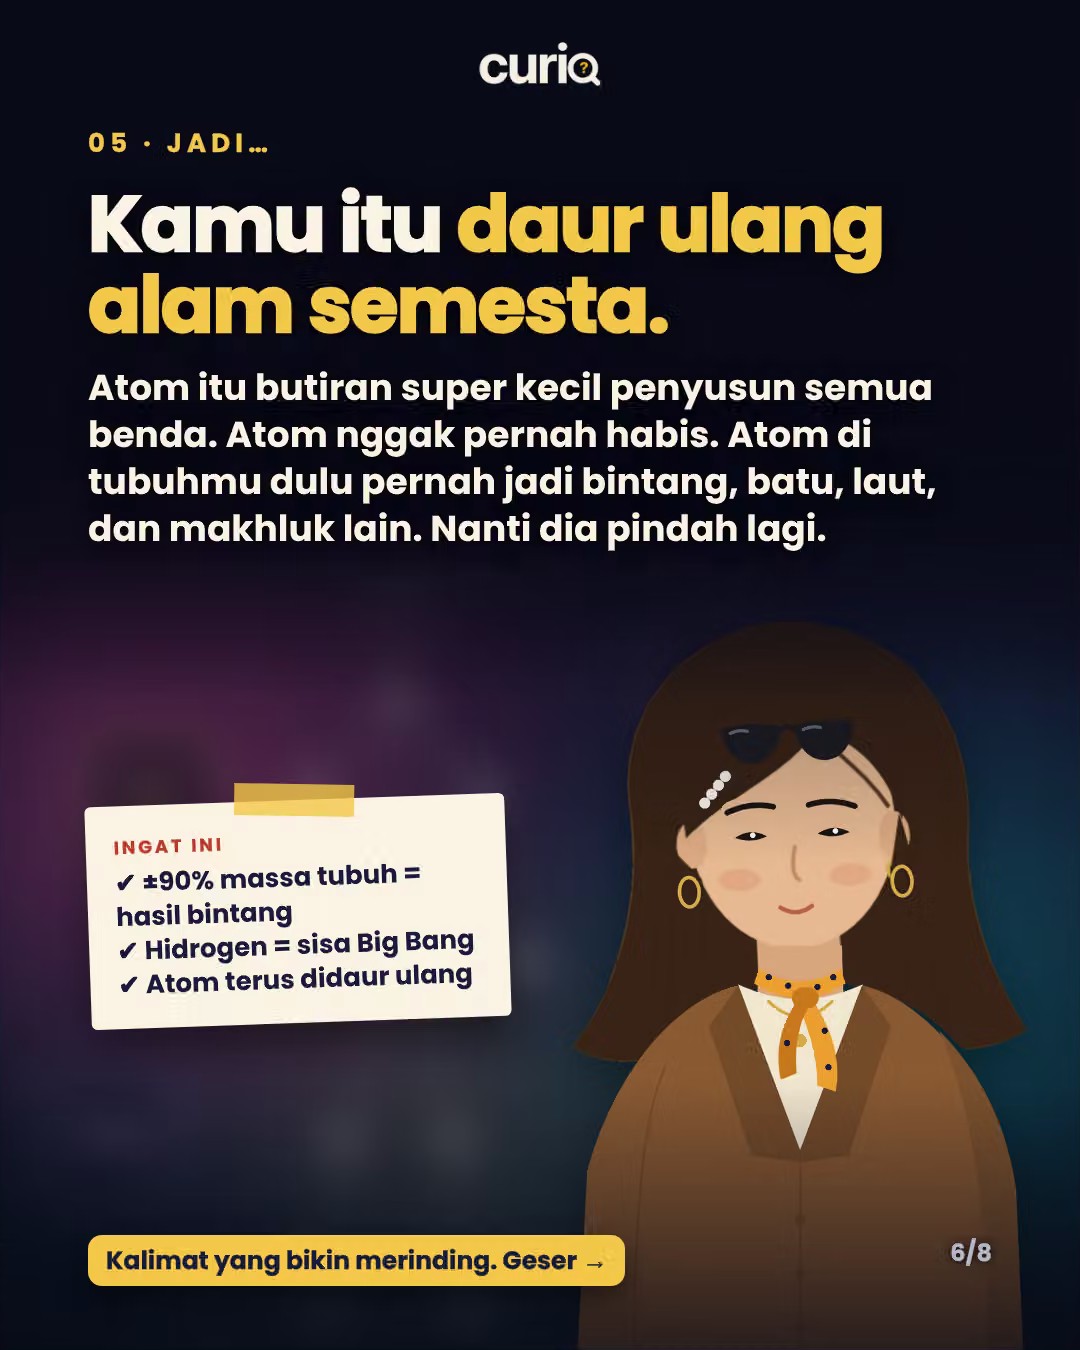 curio
05 · JADI...
Kamu itu daur ulang
alam semesta.
Atom itu butiran super kecil penyusun semua
benda. Atom nggak pernah habis. Atom di
tubuhmu dulu pernah jadi bintang, batu, laut,
dan makhluk lain. Nanti dia pindah lagi.
INGAT INI
✔ ±90% massa tubuh =
hasil bintang
✔ Hidrogen = sisa Big Bang
✔ Atom terus didaur ulang
Kalimat yang bikin merinding. Geser →
6/8